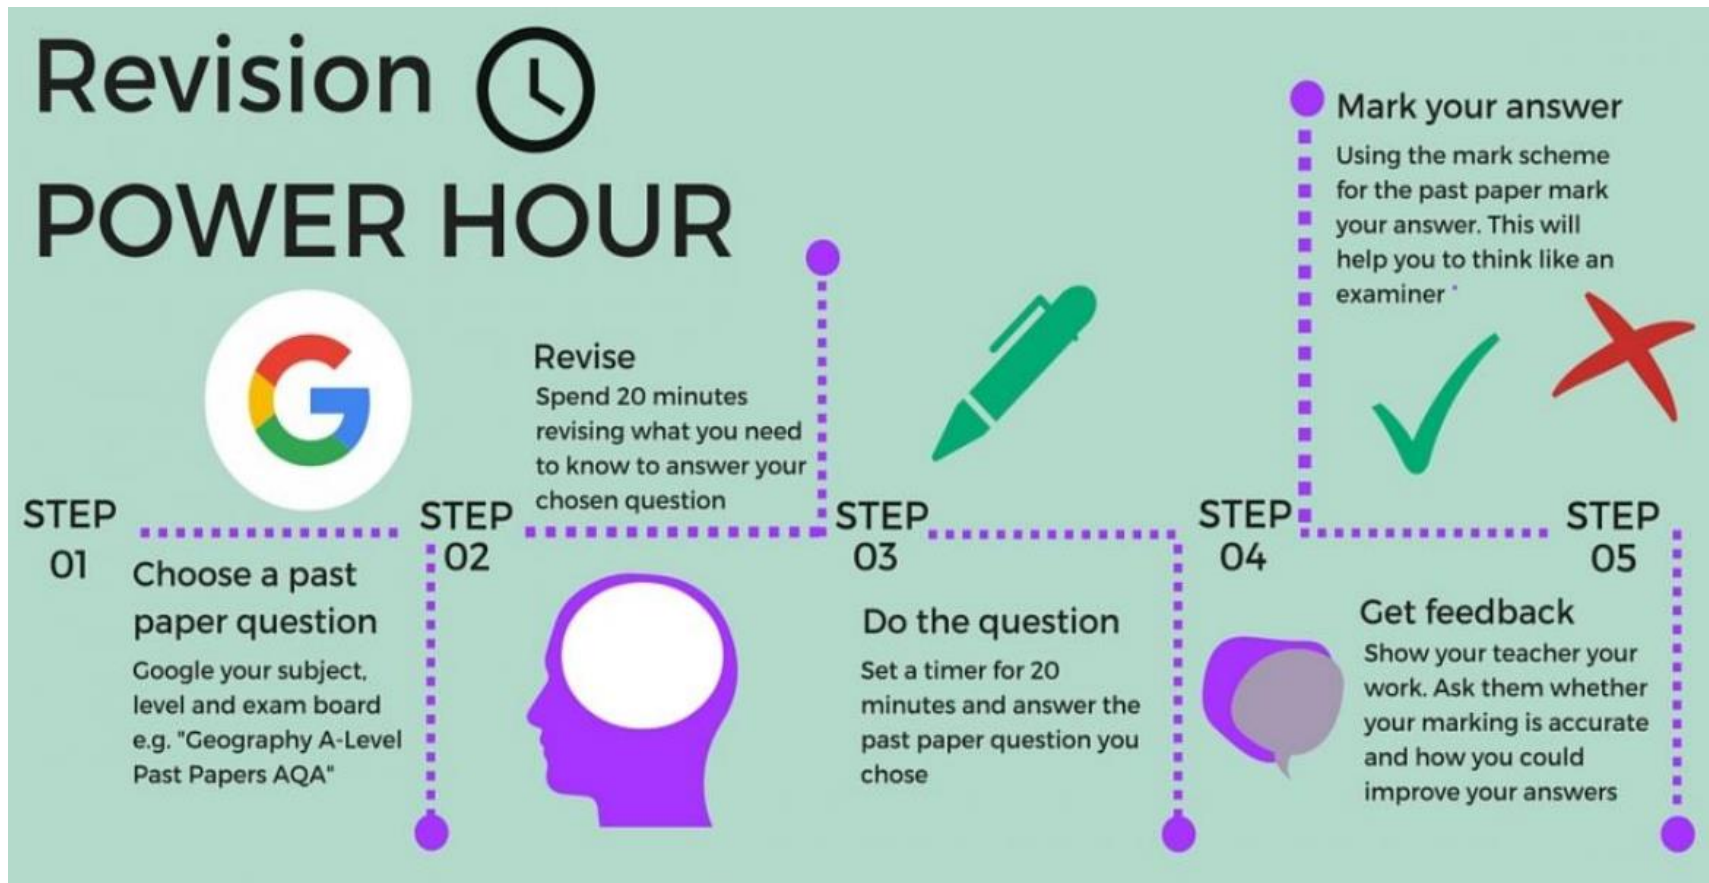 Revision
POWER HOUR
STEP
01
Choose a past
paper question
Google your subject,
level and exam board
e.g. "Geography A-Level
Past Papers AQA"
STEP
02
Revise
Spend 20 minutes
revising what you need
to know to answer your
chosen question
STEP
03
Do the question
Set a timer for 20
minutes and answer the
past paper question you
chose
STEP
04
Mark your answer
Using the mark scheme
for the past paper mark
your answer. This will
help you to think like an
examiner
STEP
05
Get feedback
Show your teacher your
work. Ask them whether
your marking is accurate
and how you could
improve your answers